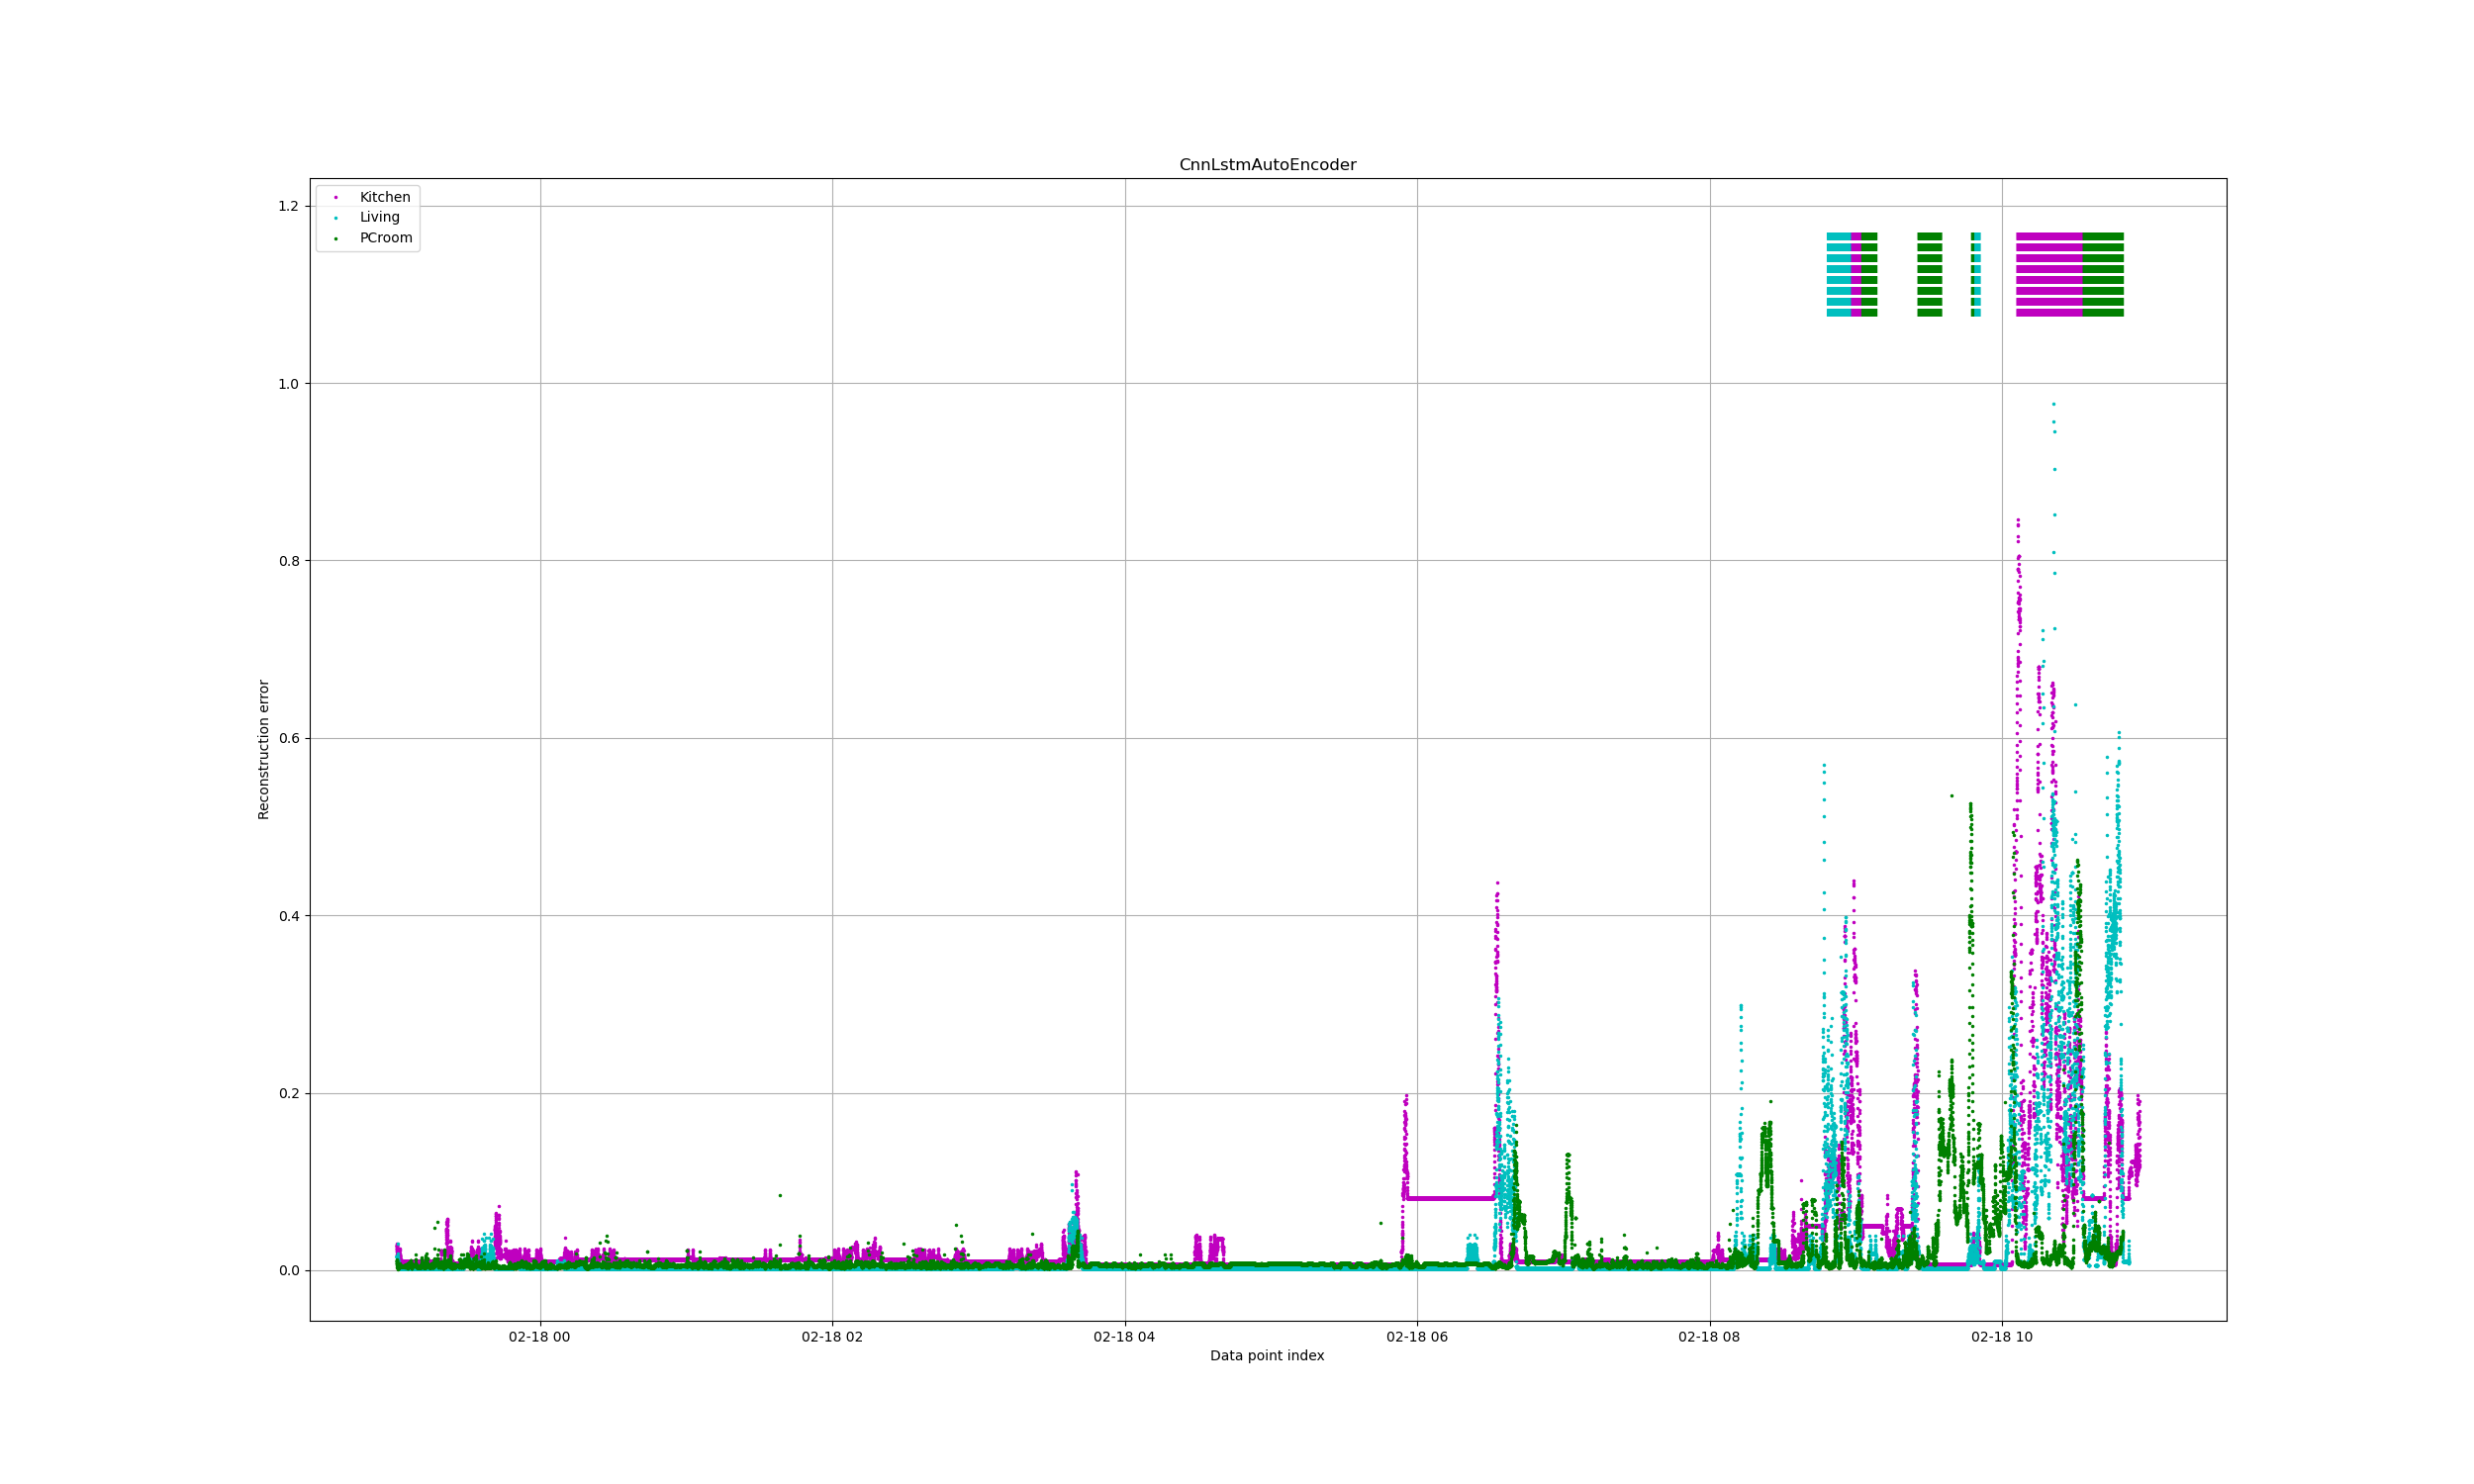 CnnLstmAutoEncoder
Kitchen
Living
PCroom
1.2
1.0
0.8
0.6
0.4
0.2
0.0
Reconstruction error
02-18 00
02-18 02
02-18 04
02-18 06
02-18 08
02-18 10
Data point index